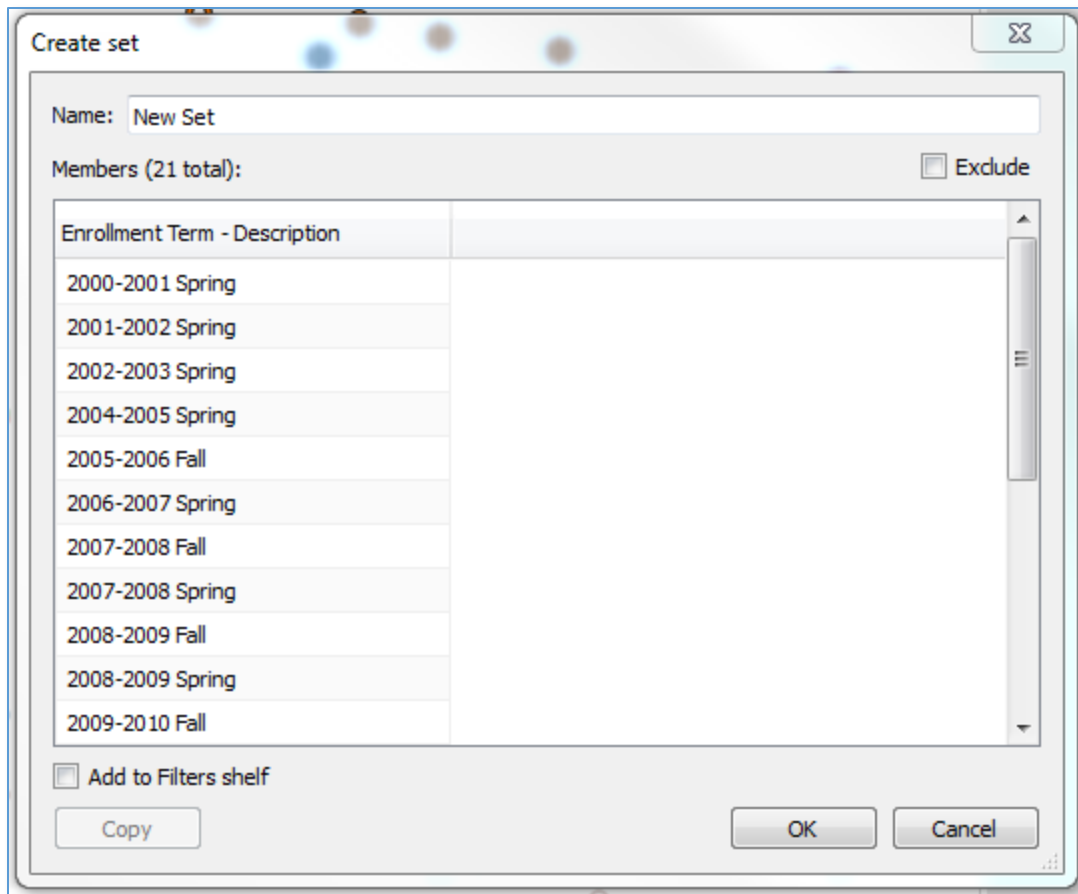 Create set
Name: New Set
Members (21 total): Exclude
Enrollment Term - Description
2000-2001 Spring
2001-2002 Spring
2002-2003 Spring
2004-2005 Spring
2005-2006 Fall
2006-2007 Spring
2007-2008 Fall
2007-2008 Spring
2008-2009 Fall
2008-2009 Spring
2009-2010 Fall
Add to Filters shelf
Copy OK Cancel